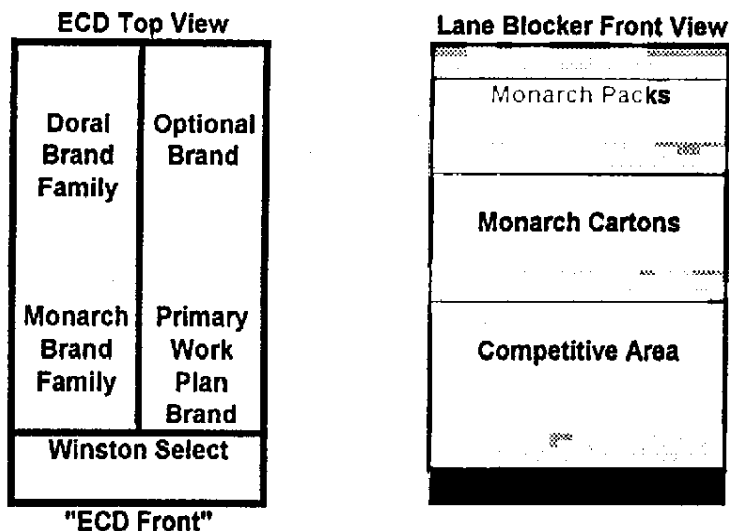 ECD Top View
Doral
Brand
Family
Optional
Brand
Monarch
Brand
Family
Primary
Work
Plan
Brand
Winston Select
"ECD Front"
Lane Blocker Front View
Monarch Packs
Monarch Cartons
Competitive Area